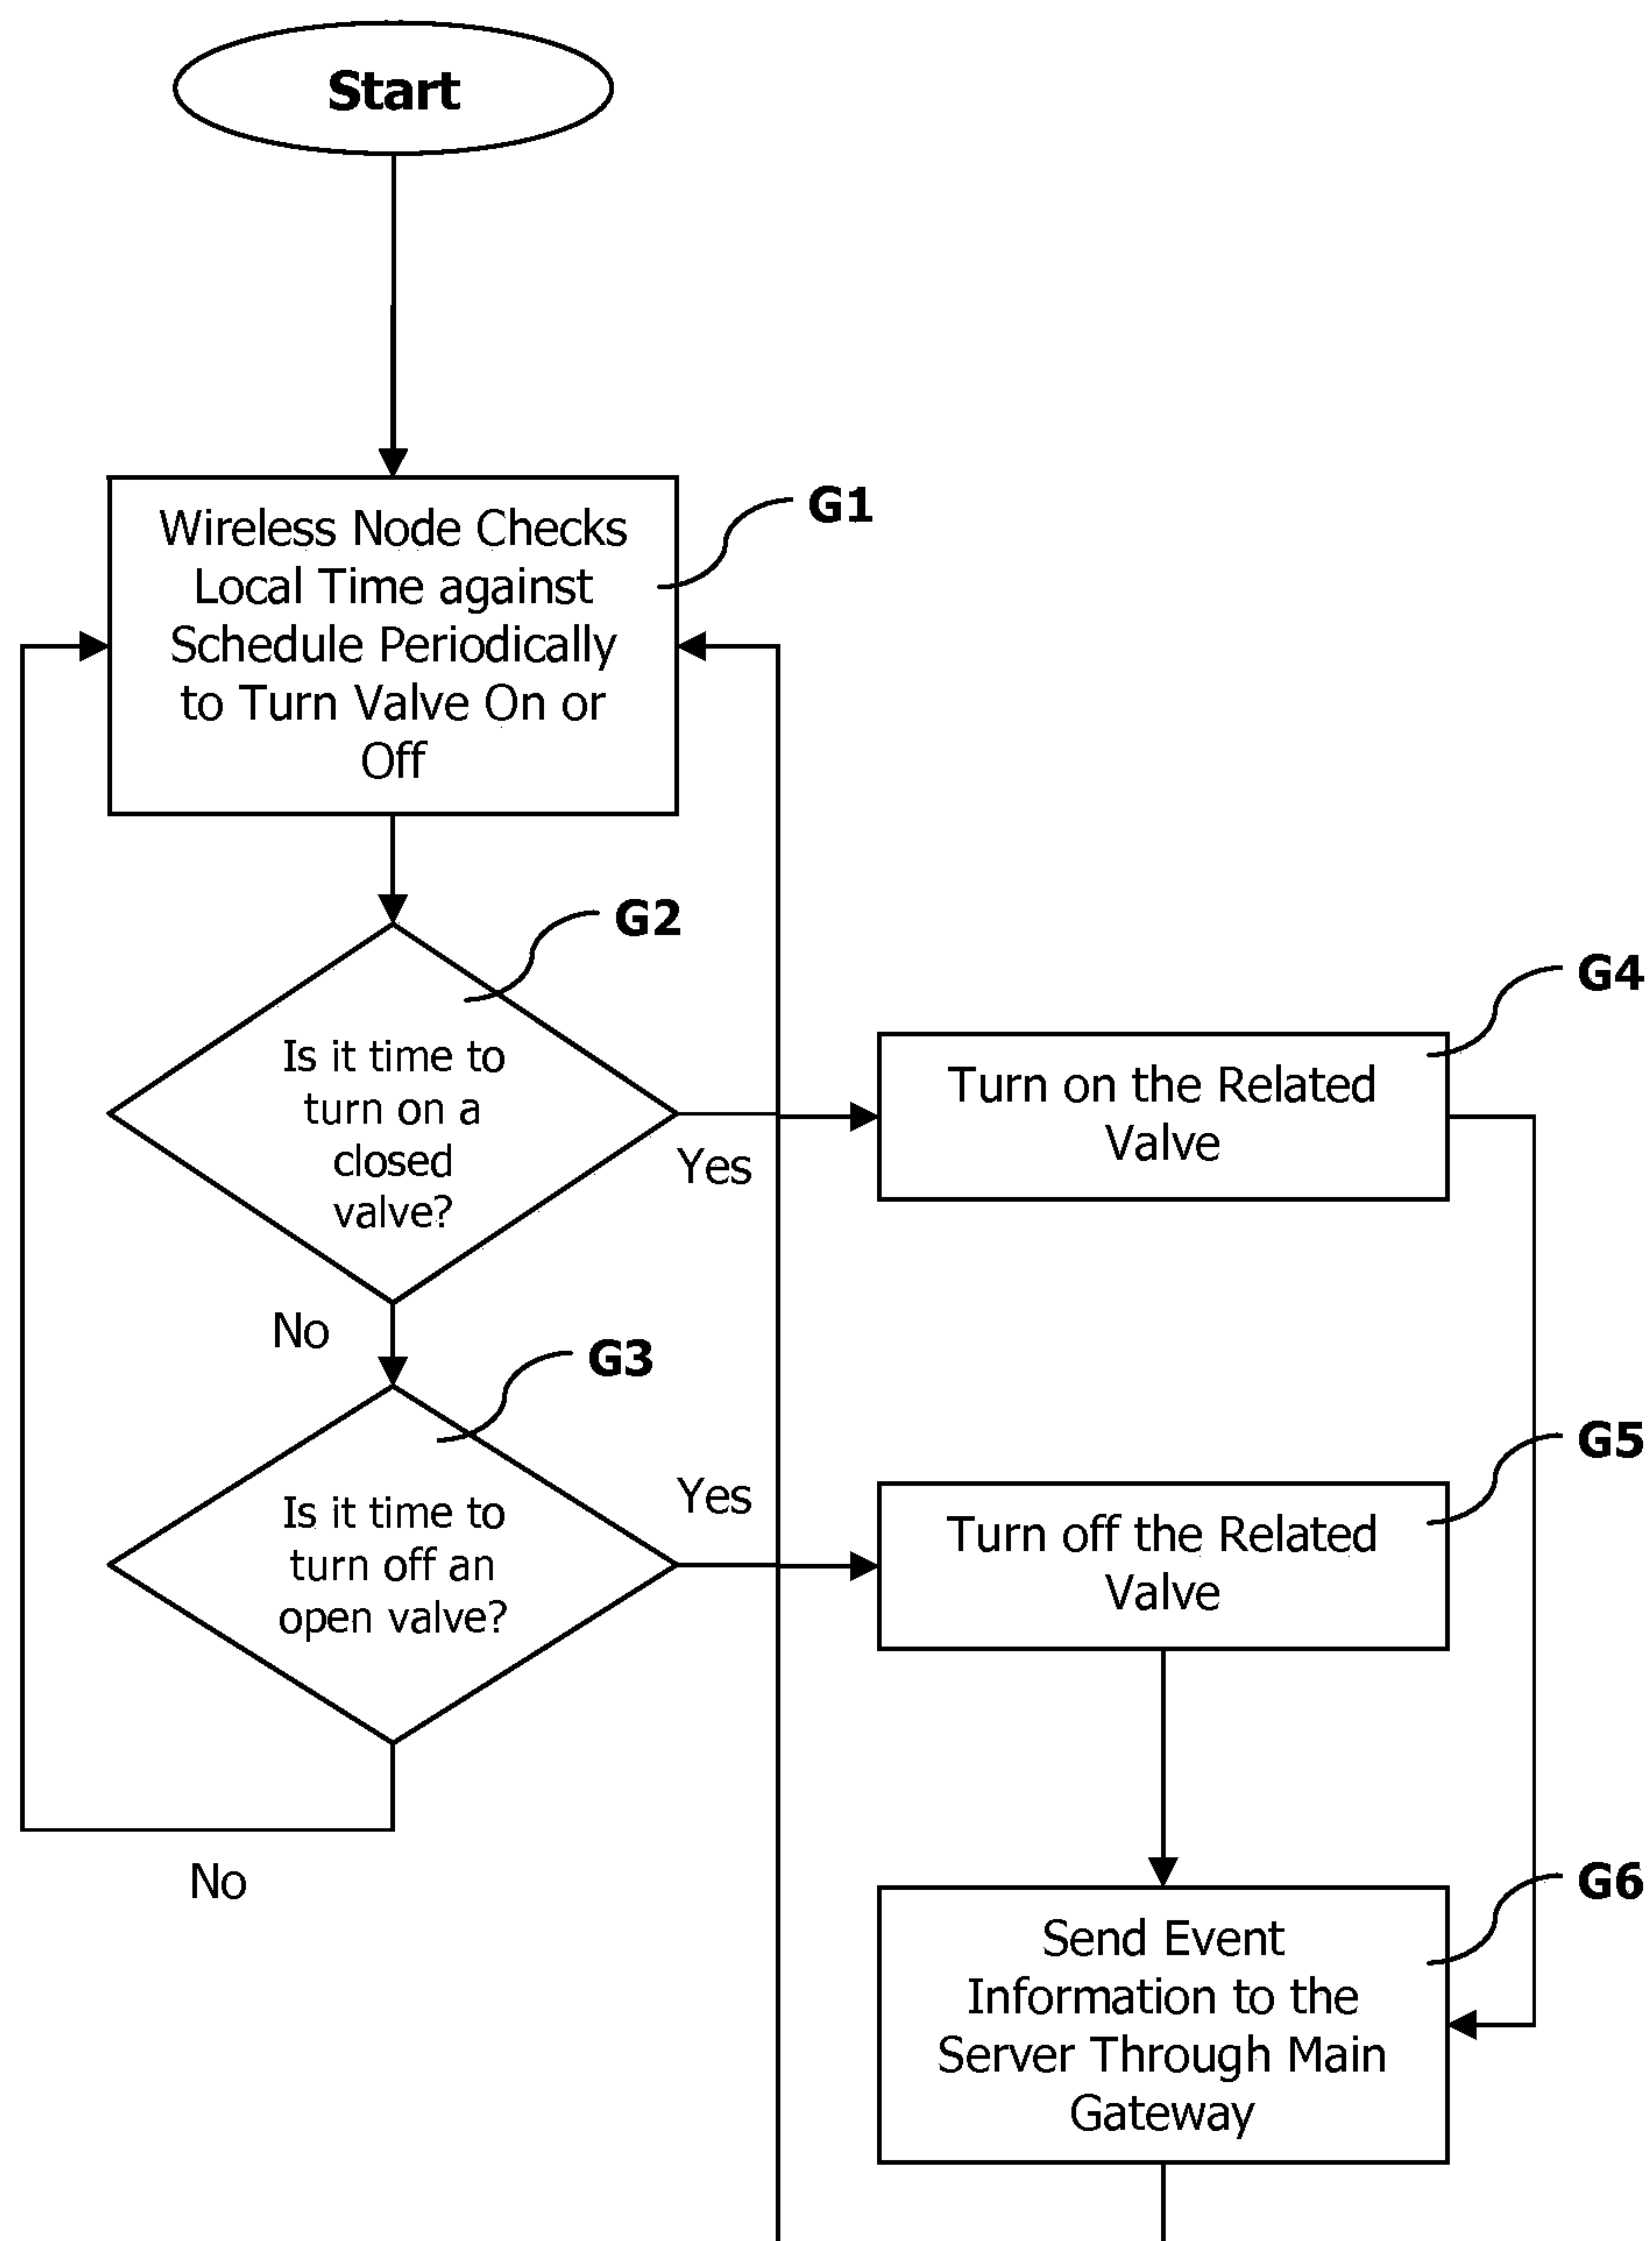 Start
G1
Wireless Node Checks
Local Time against
Schedule Periodically
to Turn Valve On or
Off
G2
Is it time to
turn on a
closed
valve?
Yes
No
G4
Turn on the Related
Valve
G3
Is it time to
turn off an
open valve?
Yes
No
G5
Turn off the Related
Valve
G6
Send Event
Information to the
Server Through Main
Gateway